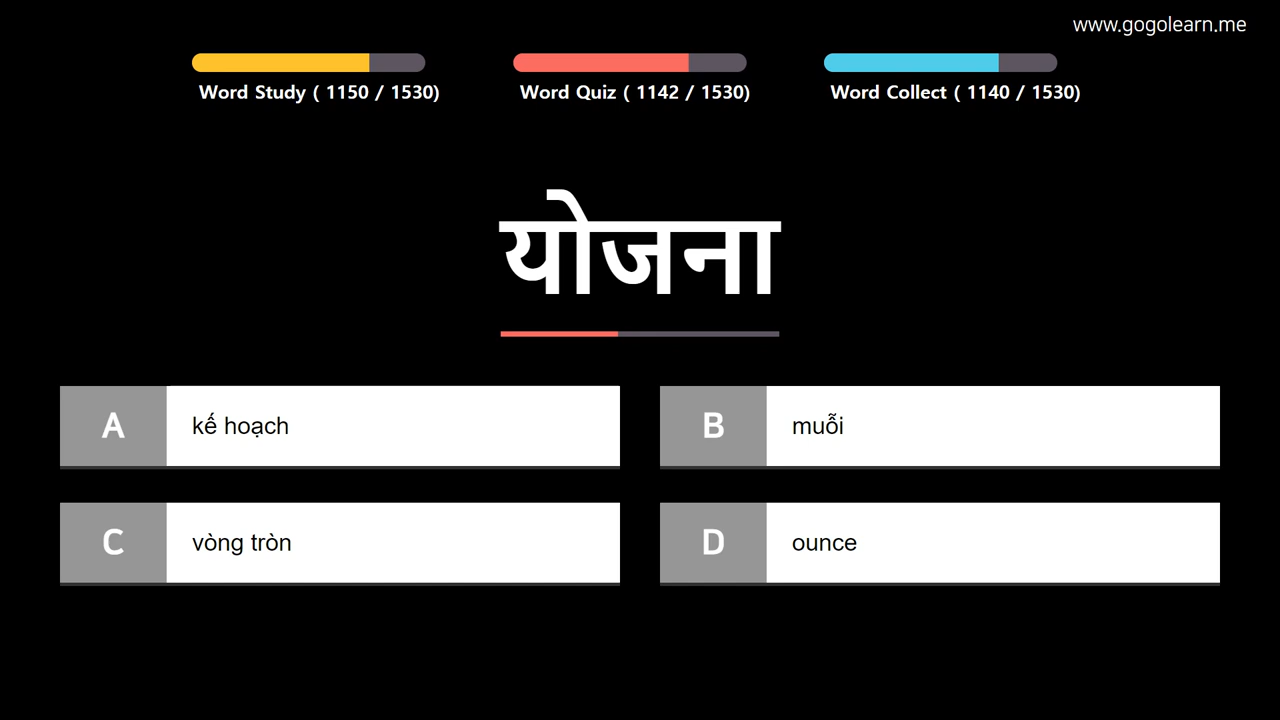 www.gogolearn.me
Word Study ( 1150 / 1530)
Word Quiz ( 1142 / 1530)
Word Collect ( 1140 / 1530)
योजना
A kế hoạch
B muỗi
C vòng tròn
D ounce